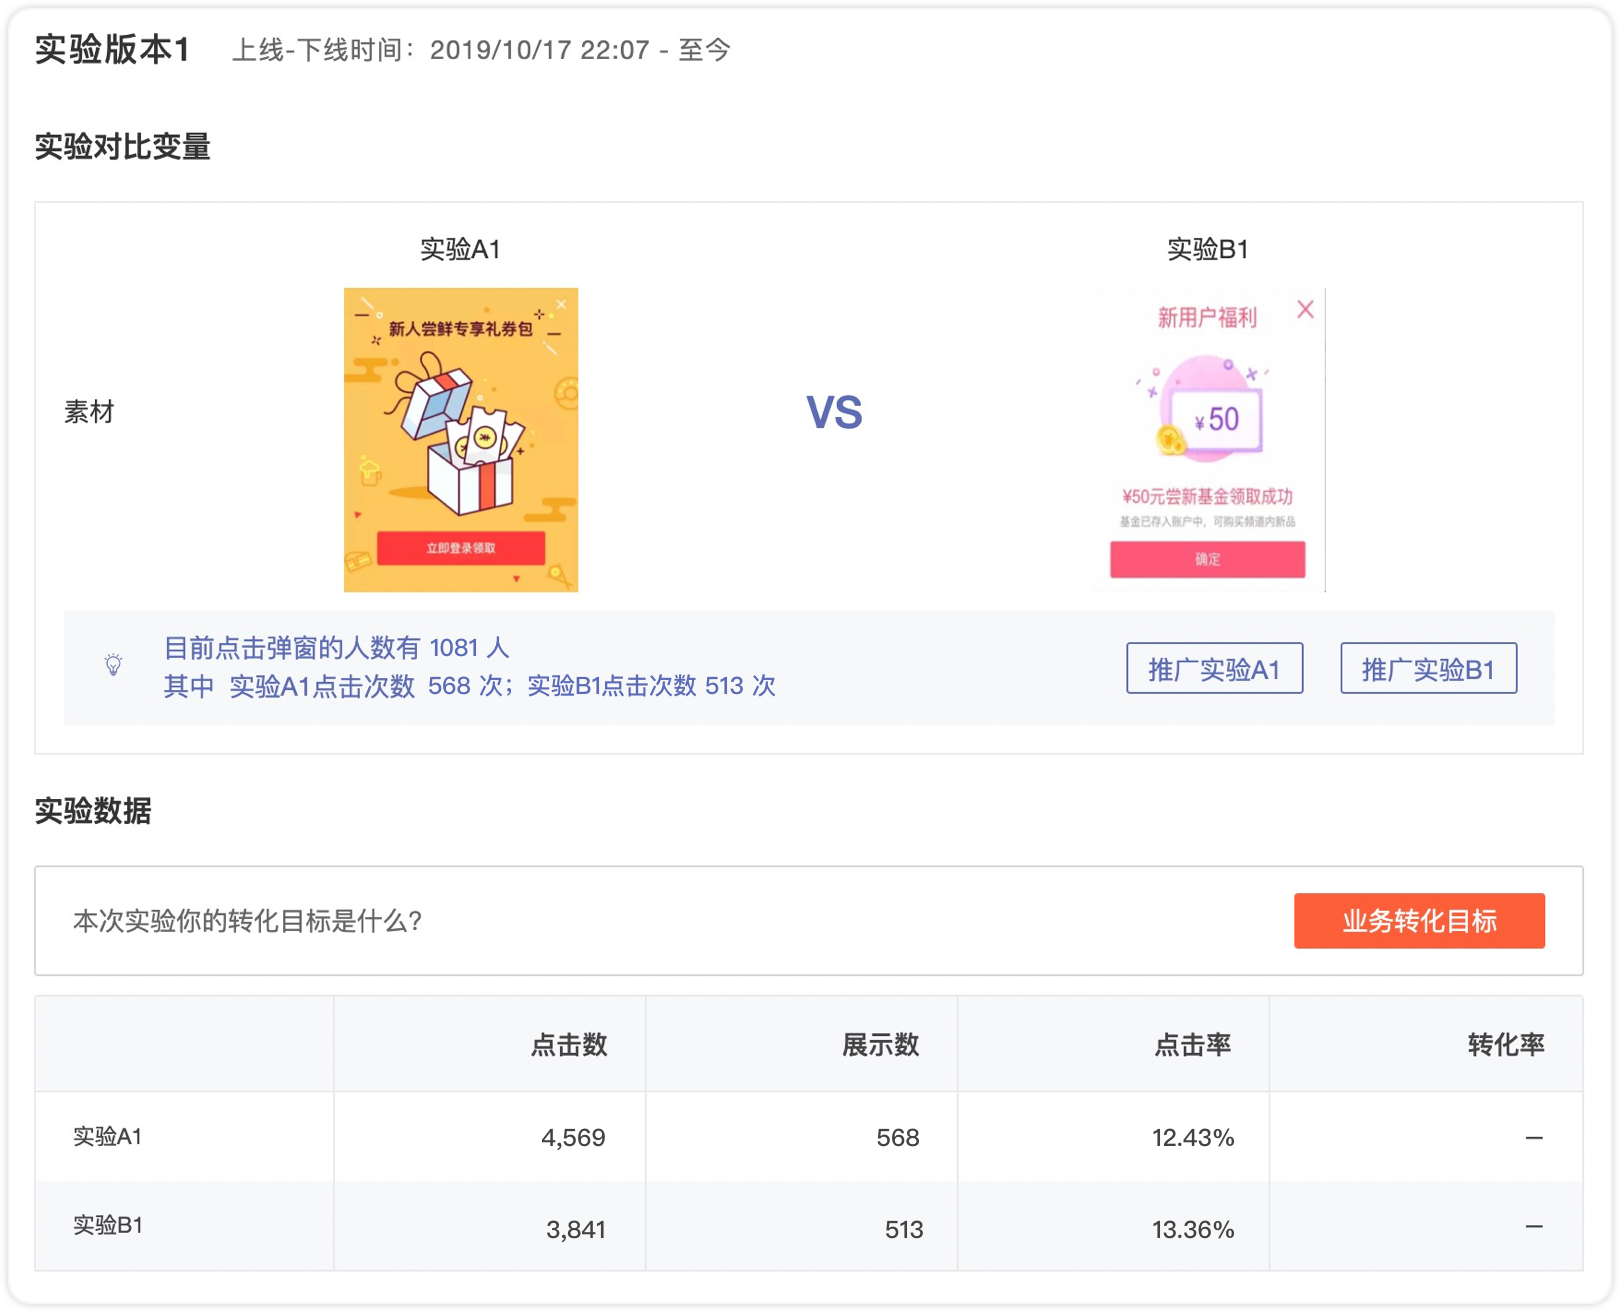 实验版本1 上线-下线时间：2019/10/17 22:07 - 至今
实验对比变量
实验A1
实验B1
素材
新人尝鲜专享礼券包
立即登录领取
VS
新用户福利
¥50
¥50元尝新基金领取成功
基金已存入账户中，可购买频道内新品
确定
目前点击弹窗的人数有 1081 人
其中 实验A1点击次数 568 次；实验B1点击次数 513 次
推广实验A1 推广实验B1
实验数据
本次实验你的转化目标是什么?
业务转化目标
点击数 展示数 点击率 转化率
实验A1 4,569 568 12.43% –
实验B1 3,841 513 13.36% –